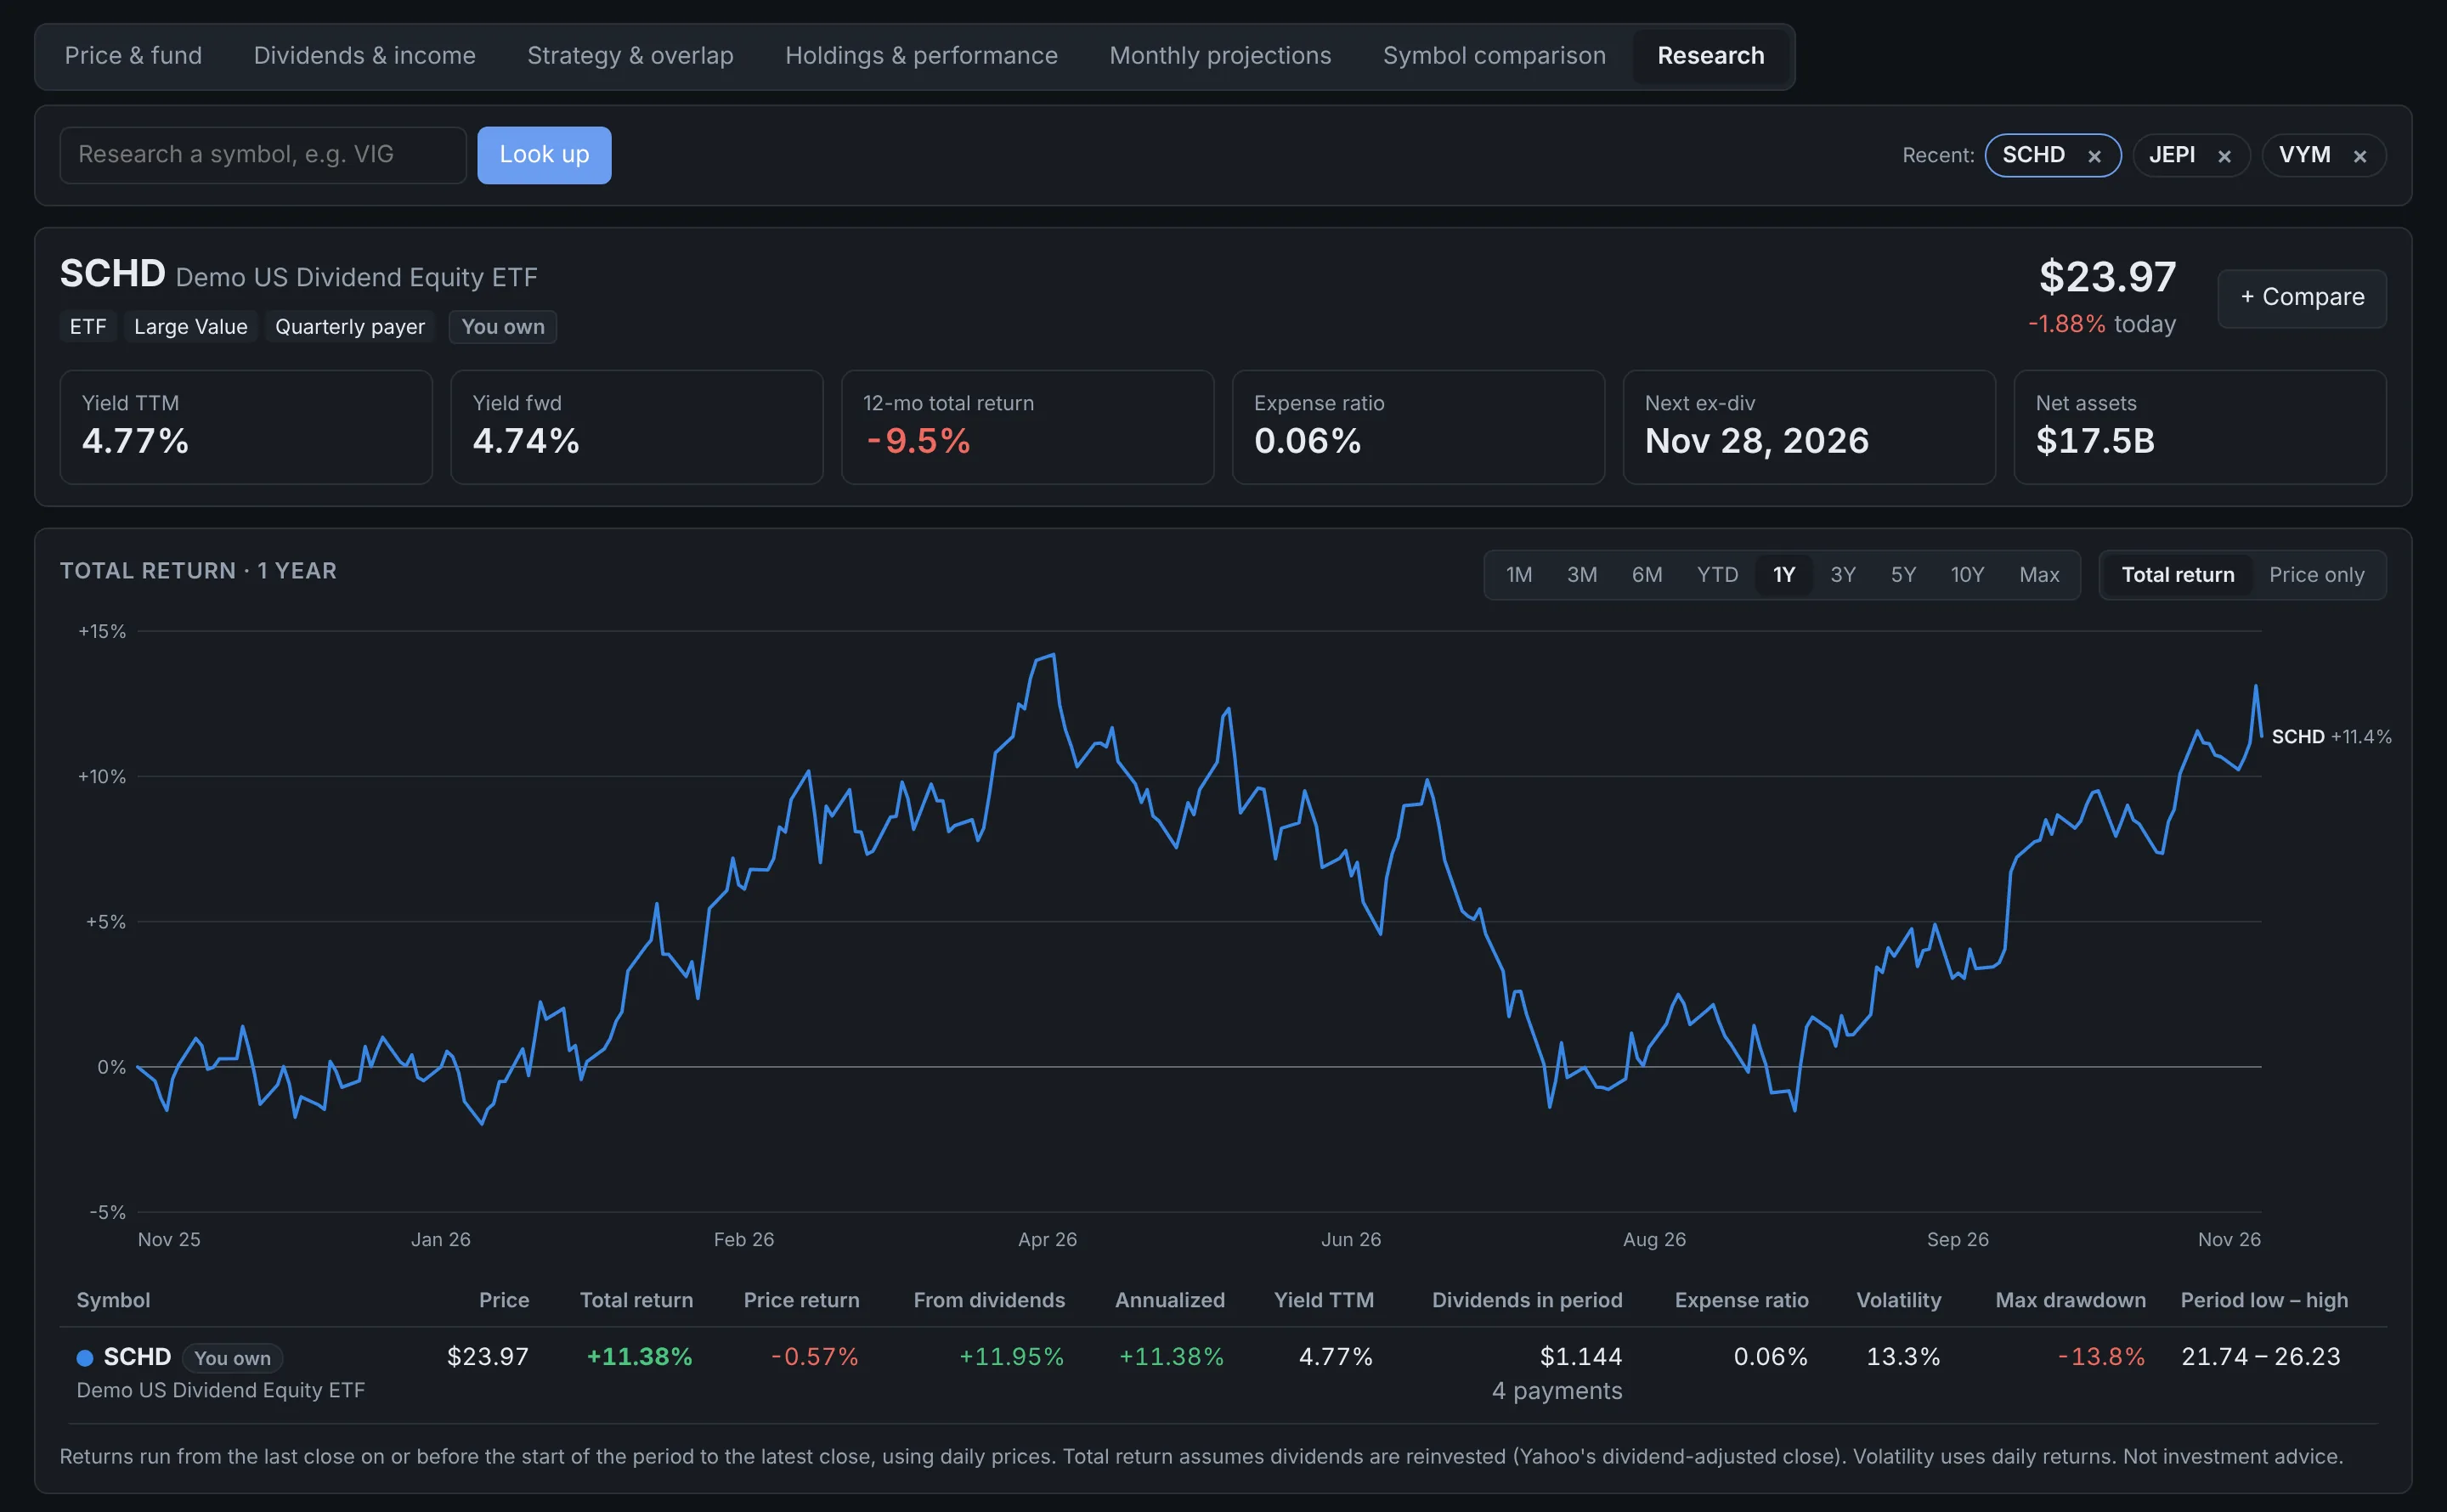 Price & fund Dividends & income Strategy & overlap Holdings & performance Monthly projections Symbol comparison Research
Research a symbol, e.g. VIG Look up Recent: SCHD × JEPI × VYM ×
SCHD Demo US Dividend Equity ETF
ETF Large Value Quarterly payer You own
$23.97
-1.88% today
+ Compare
Yield TTM
4.77%
Yield fwd
4.74%
12-mo total return
-9.5%
Expense ratio
0.06%
Next ex-div
Nov 28, 2026
Net assets
$17.5B
TOTAL RETURN · 1 YEAR 1M 3M 6M YTD 1Y 3Y 5Y 10Y Max Total return Price only
+15%
+10%
+5%
0%
-5%
SCHD +11.4%
Nov 25 Jan 26 Feb 26 Apr 26 Jun 26 Aug 26 Sep 26 Nov 26
Symbol Price Total return Price return From dividends Annualized Yield TTM Dividends in period Expense ratio Volatility Max drawdown Period low – high
SCHD You own $23.97 +11.38% -0.57% +11.95% +11.38% 4.77% $1.144 0.06% 13.3% -13.8% 21.74 – 26.23
Demo US Dividend Equity ETF 4 payments
Returns run from the last close on or before the start of the period to the latest close, using daily prices. Total return assumes dividends are reinvested (Yahoo's dividend-adjusted close). Volatility uses daily returns. Not investment advice.